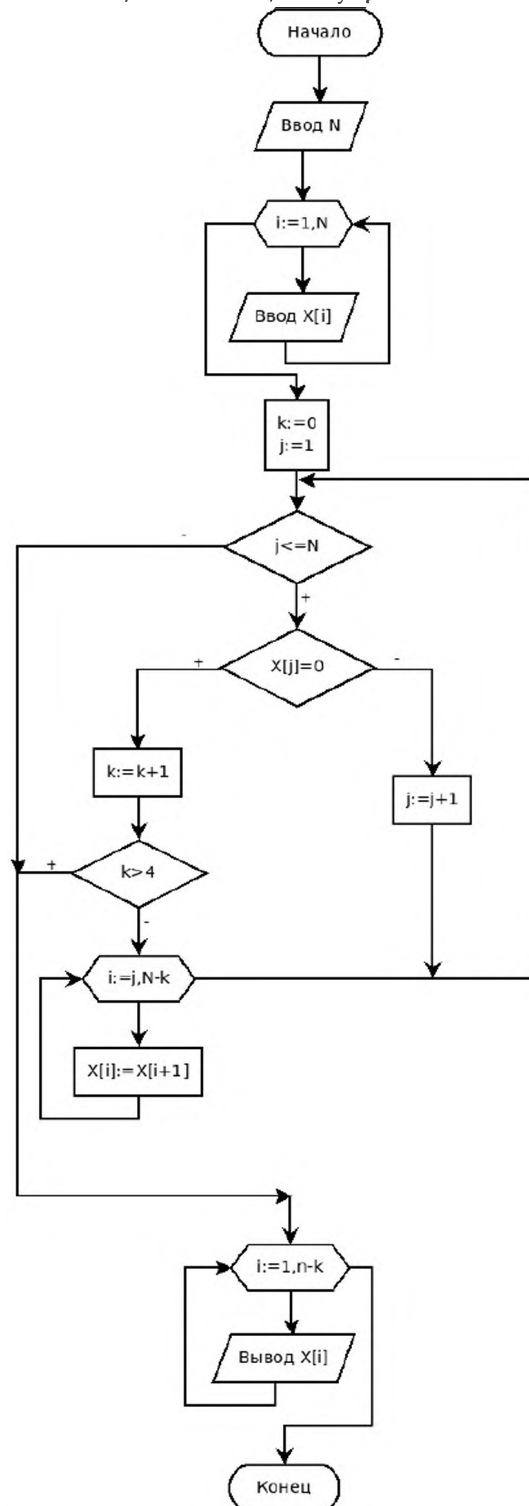 Начало
Ввод N
i:=1,N
Ввод X[i]
k:=0
j:=1
j<=N
-
+
X[j]=0
+
-
k:=k+1
j:=j+1
k>4
+
-
i:=j,N-k
X[i]:=X[i+1]
i:=1,n-k
Вывод X[i]
Конец